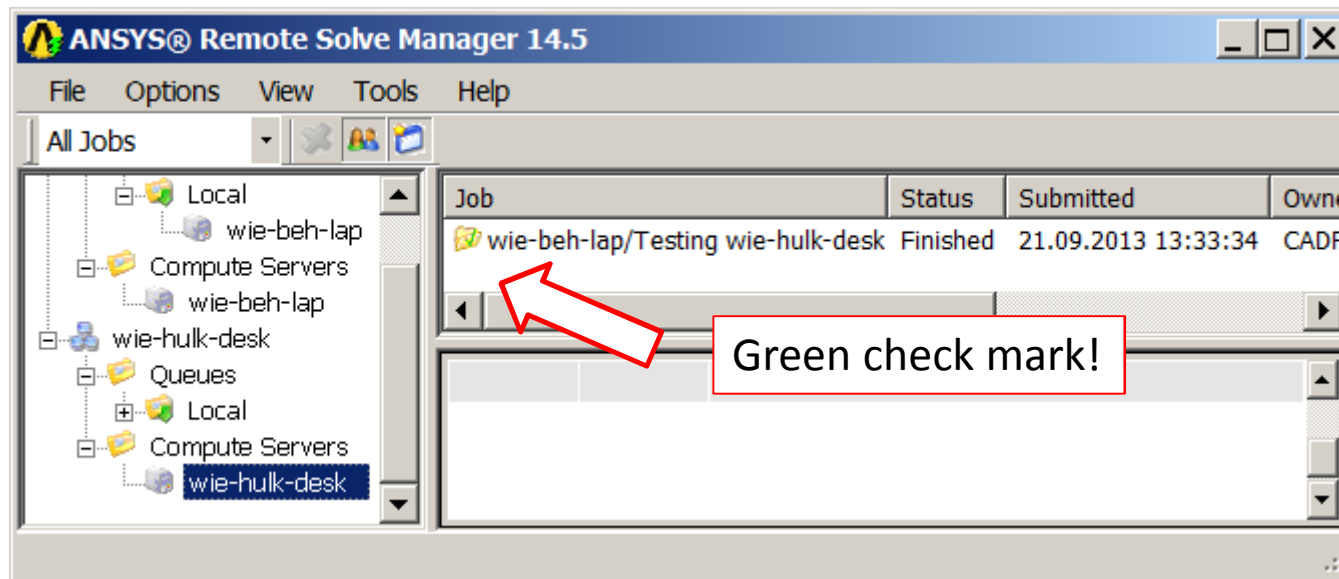 ANSYS® Remote Solve Manager 14.5
File Options View Tools Help
All Jobs
Local
wie-beh-lap
Compute Servers
wie-beh-lap
wie-hulk-desk
Queues
Local
Compute Servers
wie-hulk-desk
Job Status Submitted Owne
wie-beh-lap/Testing wie-hulk-desk Finished 21.09.2013 13:33:34 CADF
Green check mark!